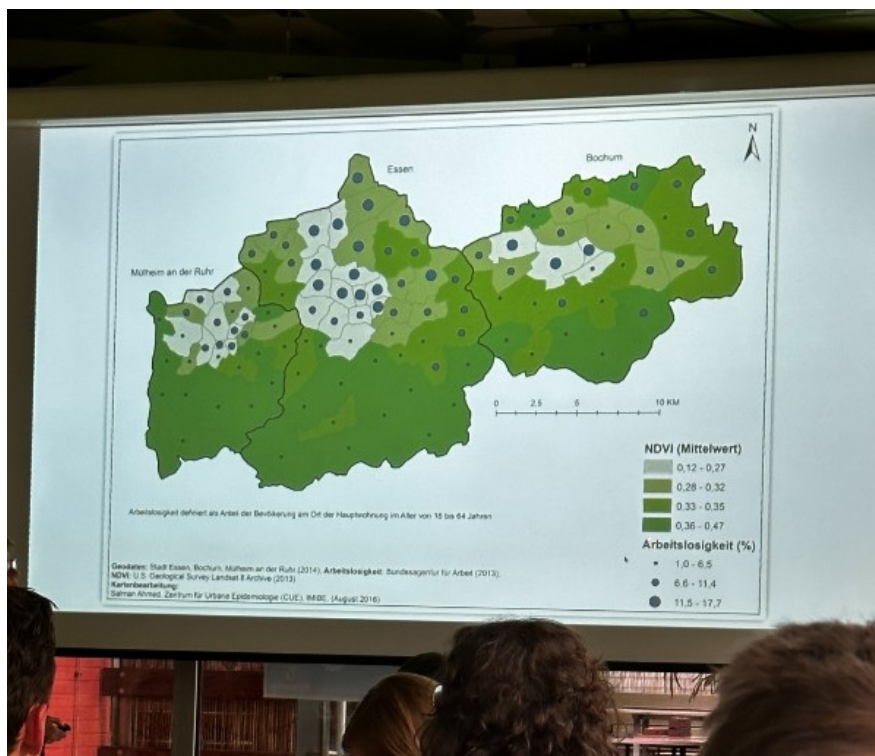 N
Essen
Bochum
Mülheim an der Ruhr
0 2,5 5 10 KM
NDVI (Mittelwert)
0,12 - 0,27
0,28 - 0,32
0,33 - 0,35
0,36 - 0,47
Arbeitslosigkeit (%)
1,0 - 6,5
6,6 - 11,4
11,5 - 17,7
Arbeitslosigkeit definiert als Anteil der Bevölkerung am Ort der Hauptwohnung im Alter von 18 bis 64 Jahren
Geodaten: Stadt Essen, Bochum, Mülheim an der Ruhr (2014); Arbeitslosigkeit: Bundesagentur für Arbeit (2013);
NDVI: U.S. Geological Survey Landsat 8 Archive (2013)
Kartenbearbeitung:
Salman Ahmed, Zentrum für Urbane Epidemiologie (CUE), IMIBE, (August 2016)